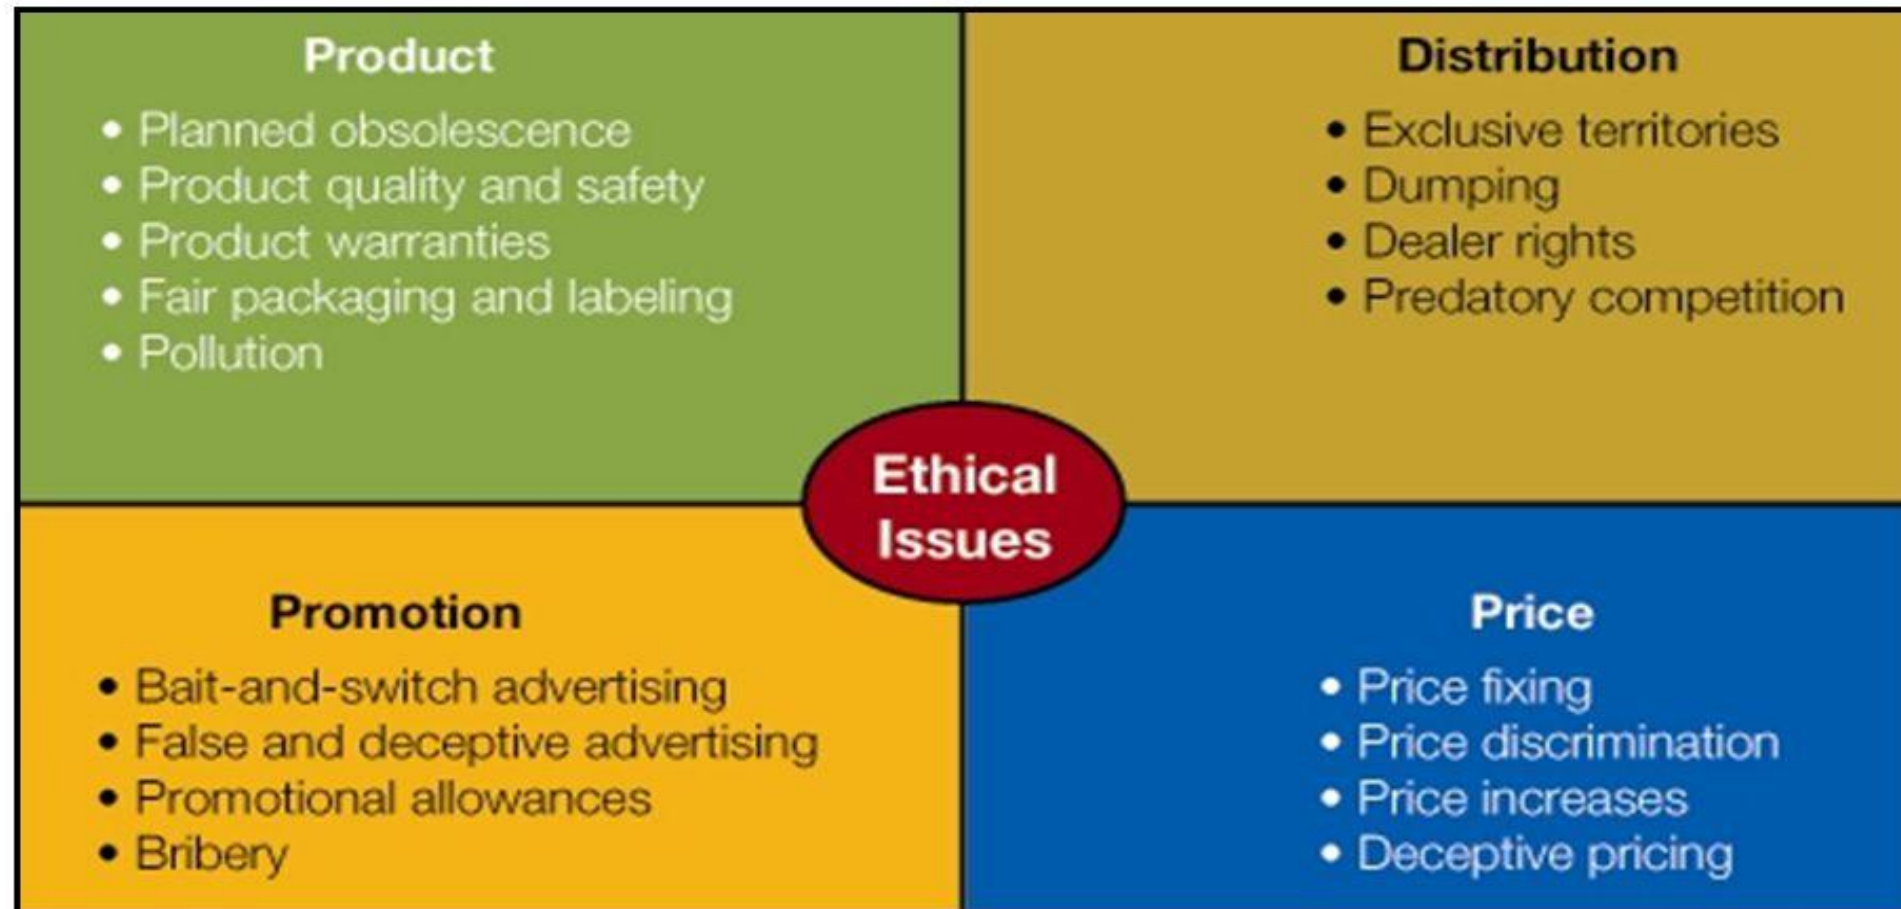 Product
• Planned obsolescence
• Product quality and safety
• Product warranties
• Fair packaging and labeling
• Pollution
Distribution
• Exclusive territories
• Dumping
• Dealer rights
• Predatory competition
Ethical
Issues
Promotion
• Bait-and-switch advertising
• False and deceptive advertising
• Promotional allowances
• Bribery
Price
• Price fixing
• Price discrimination
• Price increases
• Deceptive pricing